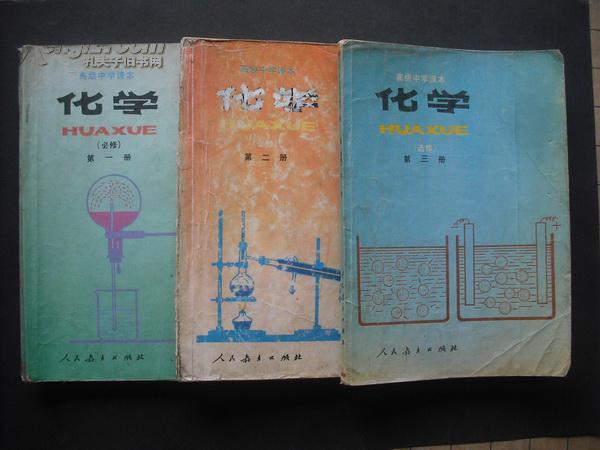 孔夫子旧书网
高级中学课本
化学
HUAXUE
(必修)
第一册
人民教育出版社
高级中学课本
化学
HUAXUE
第二册
人民教育出版社
高级中学课本
化学
HUAXUE
(选修)
第三册
− +
人民教育出版社